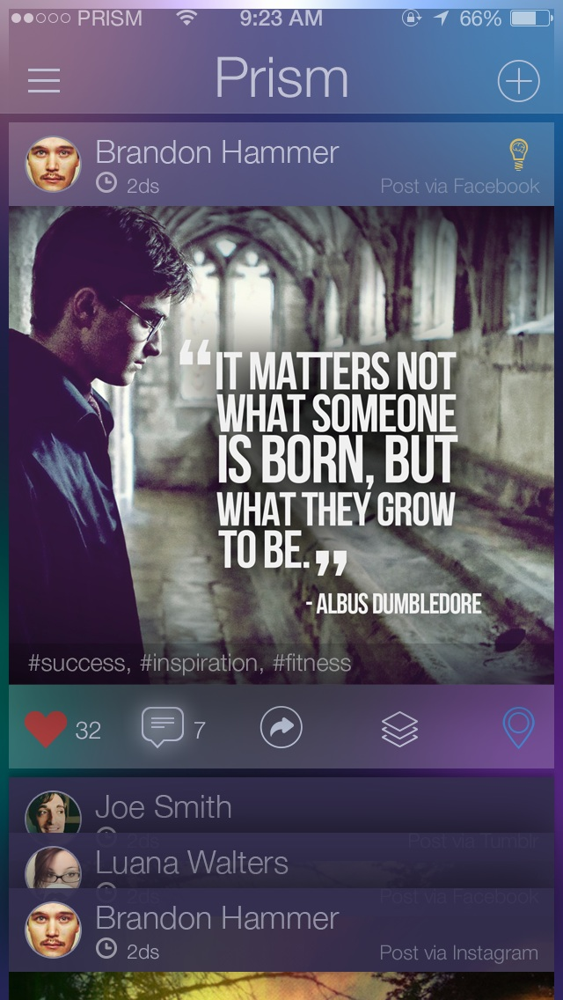 PRISM 9:23 AM 66%
Prism
Brandon Hammer
2ds
Post via Facebook
“IT MATTERS NOT
WHAT SOMEONE
IS BORN, BUT
WHAT THEY GROW
TO BE.”
- ALBUS DUMBLEDORE
#success, #inspiration, #fitness
32 7
Joe Smith
2ds
Post via Tumblr
Luana Walters
Post via Facebook
Brandon Hammer
2ds
Post via Instagram